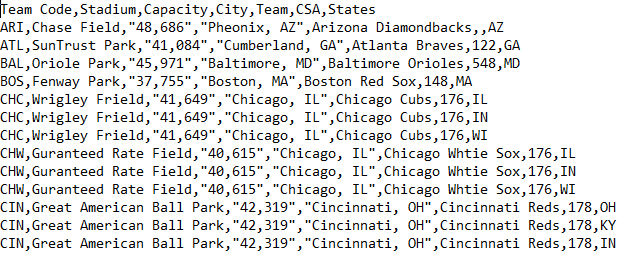 Team Code,Stadium,Capacity,City,Team,CSA,States
ARI,Chase Field,"48,686","Pheonix, AZ",Arizona Diamondbacks,,AZ
ATL,SunTrust Park,"41,084","Cumberland, GA",Atlanta Braves,122,GA
BAL,Oriole Park,"45,971","Baltimore, MD",Baltimore Orioles,548,MD
BOS,Fenway Park,"37,755","Boston, MA",Boston Red Sox,148,MA
CHC,Wrigley Frield,"41,649","Chicago, IL",Chicago Cubs,176,IL
CHC,Wrigley Frield,"41,649","Chicago, IL",Chicago Cubs,176,IN
CHC,Wrigley Frield,"41,649","Chicago, IL",Chicago Cubs,176,WI
CHW,Guranteed Rate Field,"40,615","Chicago, IL",Chicago Whtie Sox,176,IL
CHW,Guranteed Rate Field,"40,615","Chicago, IL",Chicago Whtie Sox,176,IN
CHW,Guranteed Rate Field,"40,615","Chicago, IL",Chicago Whtie Sox,176,WI
CIN,Great American Ball Park,"42,319","Cincinnati, OH",Cincinnati Reds,178,OH
CIN,Great American Ball Park,"42,319","Cincinnati, OH",Cincinnati Reds,178,KY
CIN,Great American Ball Park,"42,319","Cincinnati, OH",Cincinnati Reds,178,IN